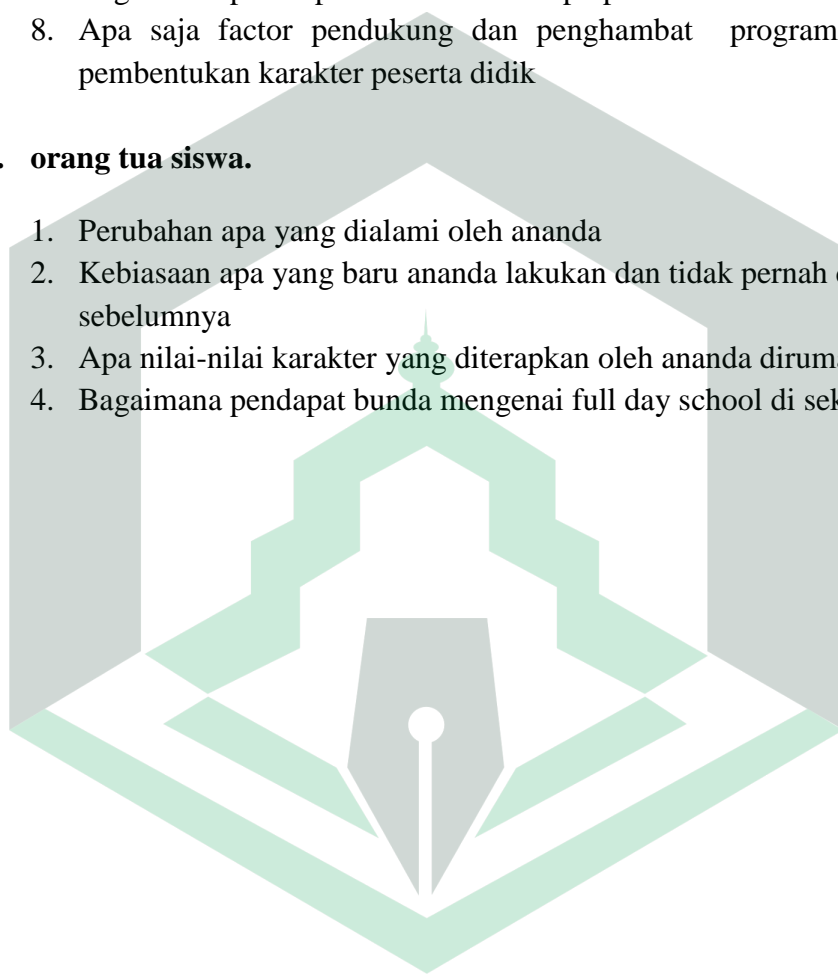 8. Apa saja factor pendukung dan penghambat program
pembentukan karakter peserta didik
. orang tua siswa.
1. Perubahan apa yang dialami oleh ananda
2. Kebiasaan apa yang baru ananda lakukan dan tidak pernah
sebelumnya
3. Apa nilai-nilai karakter yang diterapkan oleh ananda
4. Bagaimana pendapat bunda mengenai full day school di